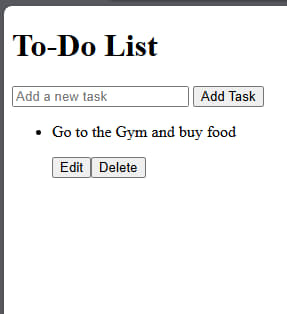 To-Do List
Add a new task Add Task
Go to the Gym and buy food
Edit Delete